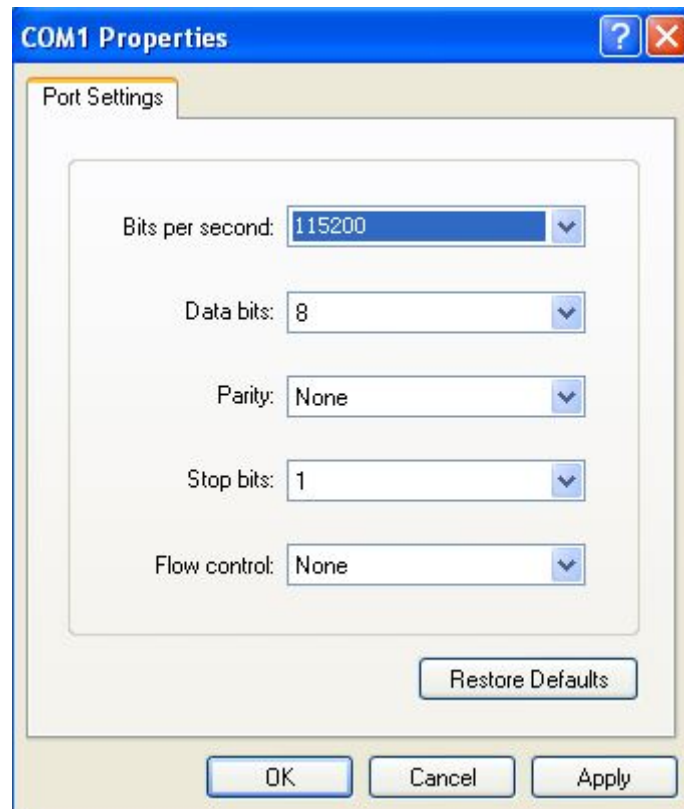 COM1 Properties
Port Settings
Bits per second: 115200
Data bits: 8
Parity: None
Stop bits: 1
Flow control: None
Restore Defaults
OK Cancel Apply